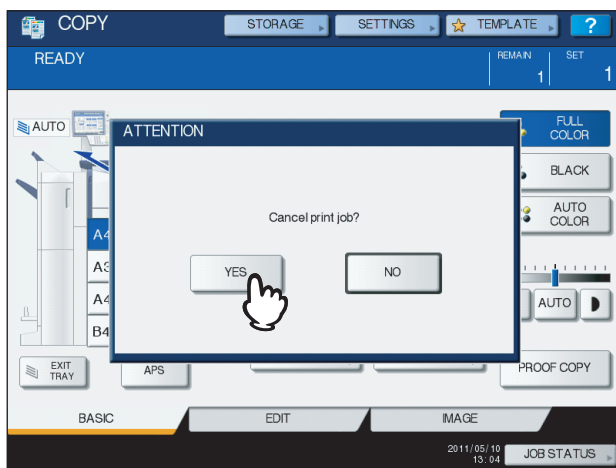 COPY
STORAGE
SETTINGS
TEMPLATE
?
READY
REMAIN
1
SET
1
AUTO
ATTENTION
Cancel print job?
YES
NO
FULL
COLOR
BLACK
AUTO
COLOR
A4
A3
A4
B4
AUTO
EXIT
TRAY
APS
PROOF COPY
BASIC
EDIT
IMAGE
2011/05/10
13:04
JOB STATUS